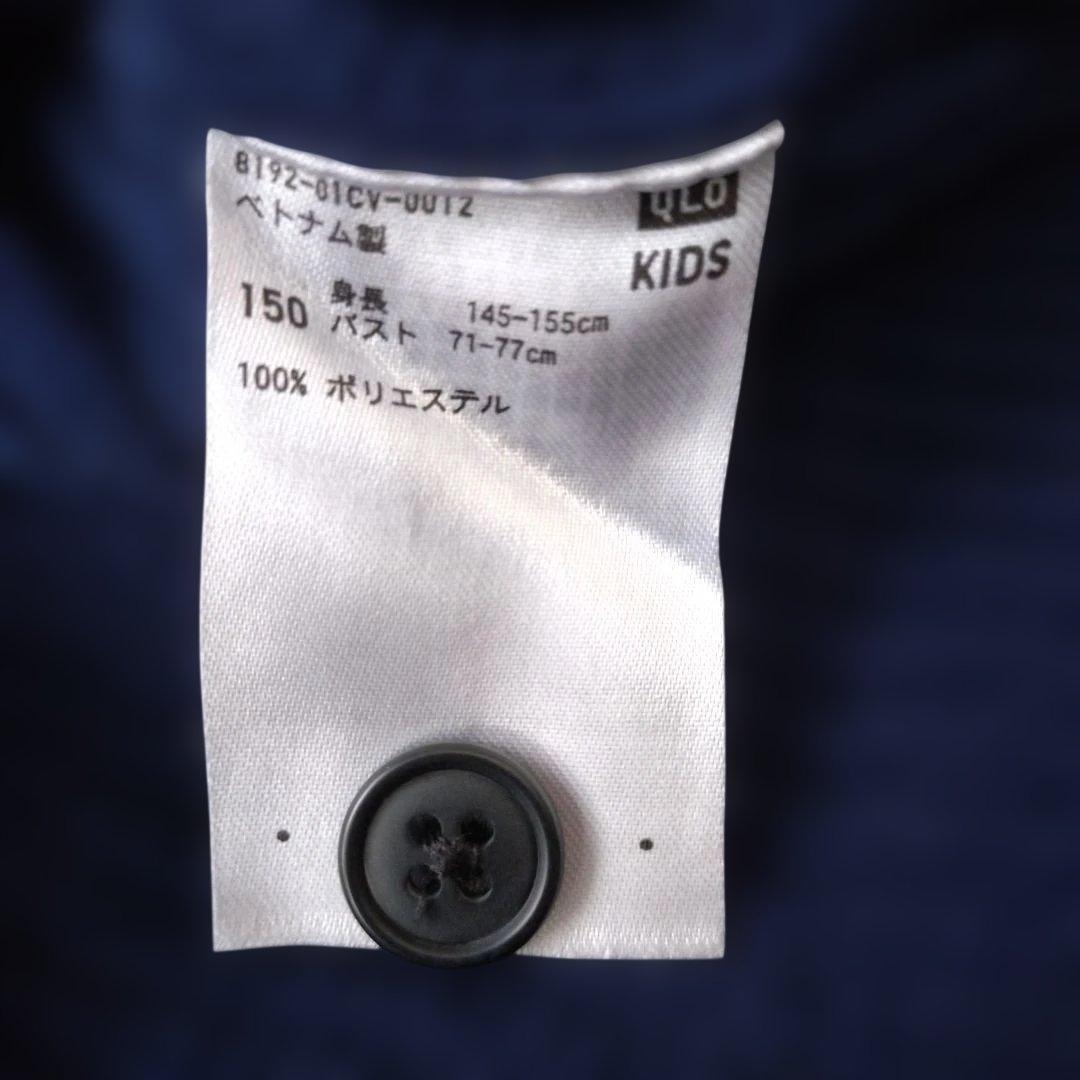 8192-01CV-0012
QLO
ベトナム製
KIDS
150 身長 145-155cm
バスト 71-77cm
100% ポリエステル